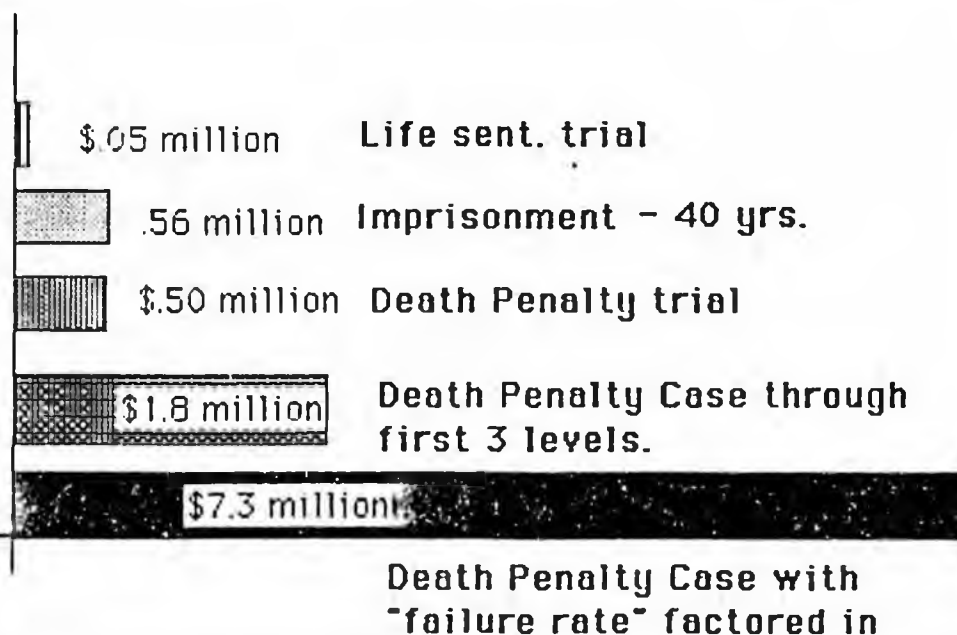 $.05 million Life sent. trial
.56 million Imprisonment - 40 yrs.
$.50 million Death Penalty trial
$1.8 million Death Penalty Case through
first 3 levels.
$7.3 million
Death Penalty Case with
"failure rate" factored in